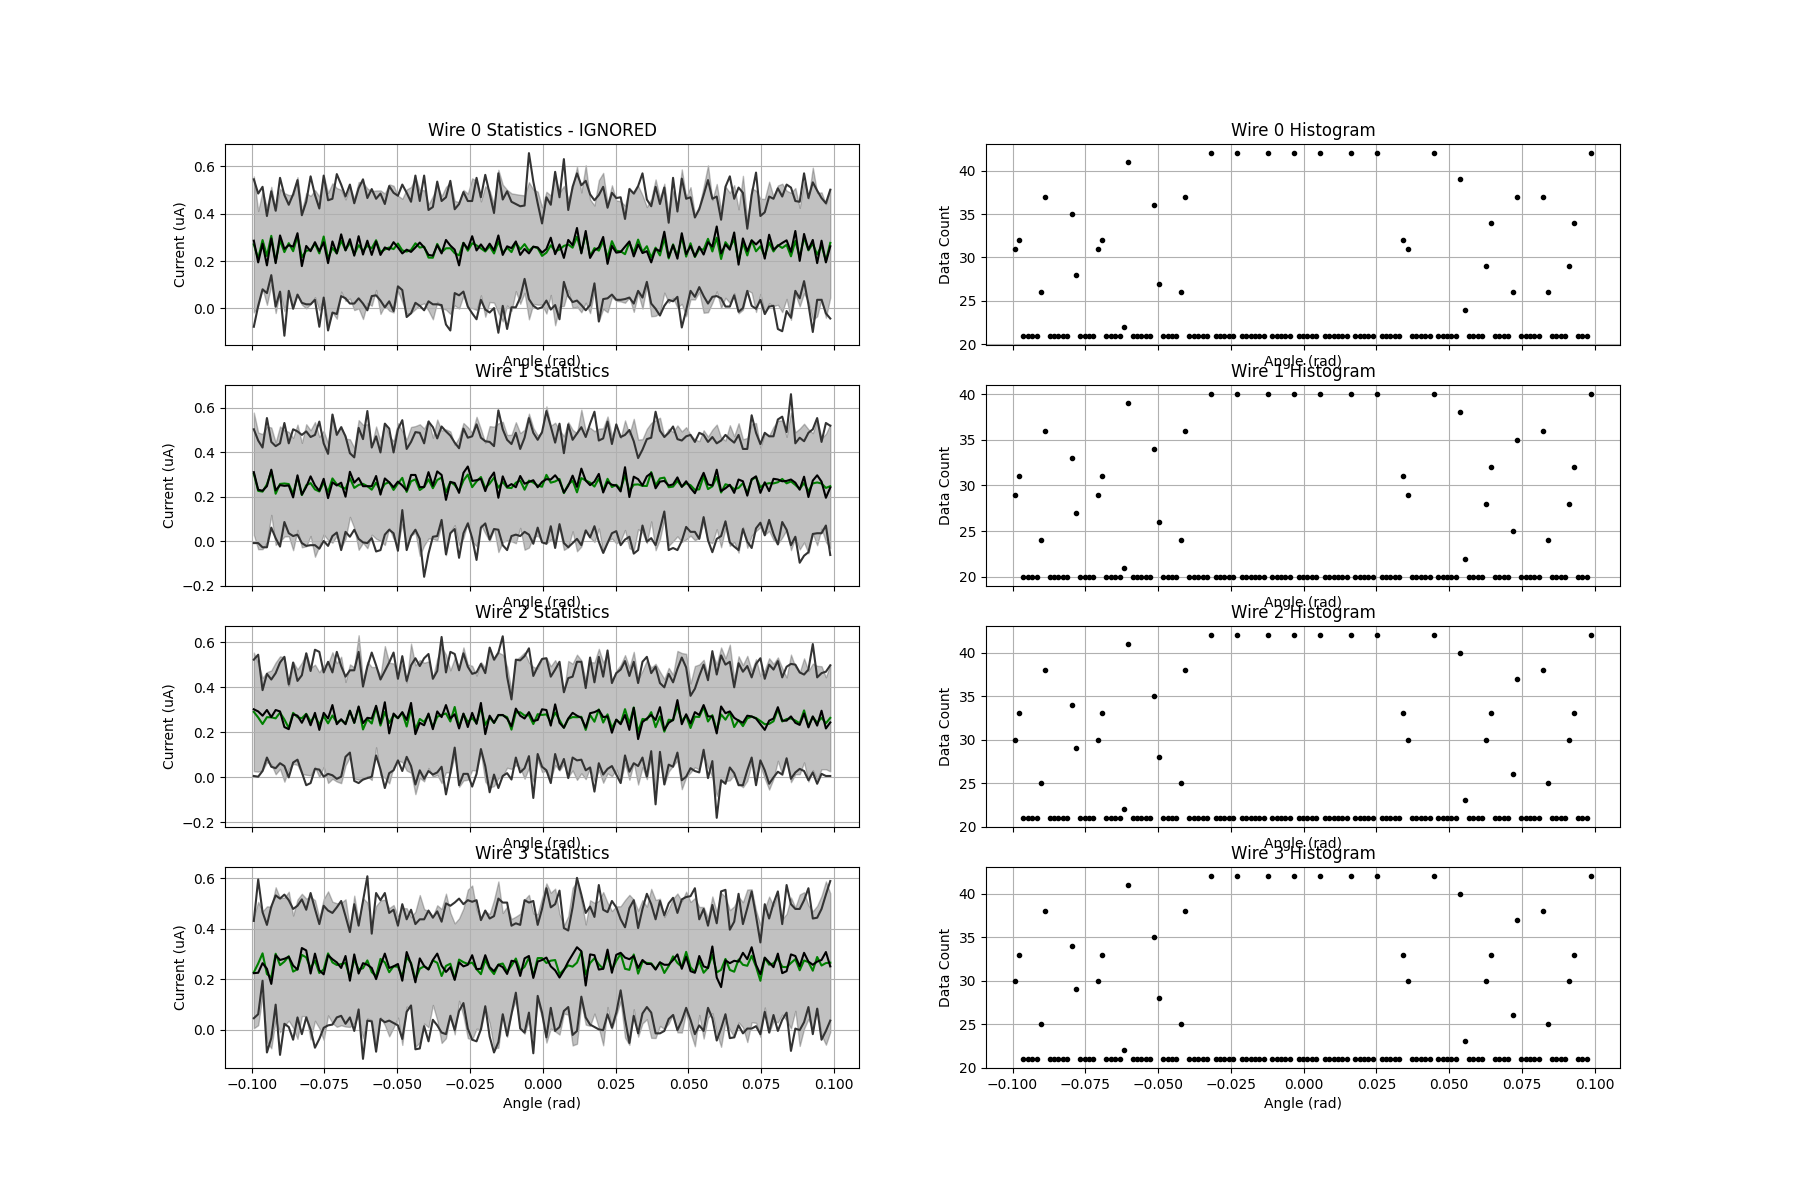 Wire 0 Statistics - IGNORED
0.6
0.4
0.2
0.0
Current (uA)
Angle (rad)
Wire 0 Histogram
40
35
30
25
20
Data Count
Angle (rad)
Wire 1 Statistics
0.6
0.4
0.2
0.0
−0.2
Current (uA)
Angle (rad)
Wire 1 Histogram
40
35
30
25
20
Data Count
Angle (rad)
Wire 2 Statistics
0.6
0.4
0.2
0.0
−0.2
Current (uA)
Angle (rad)
Wire 2 Histogram
40
35
30
25
20
Data Count
Angle (rad)
Wire 3 Statistics
0.6
0.4
0.2
0.0
Current (uA)
−0.100 −0.075 −0.050 −0.025 0.000 0.025 0.050 0.075 0.100
Angle (rad)
Wire 3 Histogram
40
35
30
25
20
Data Count
−0.100 −0.075 −0.050 −0.025 0.000 0.025 0.050 0.075 0.100
Angle (rad)